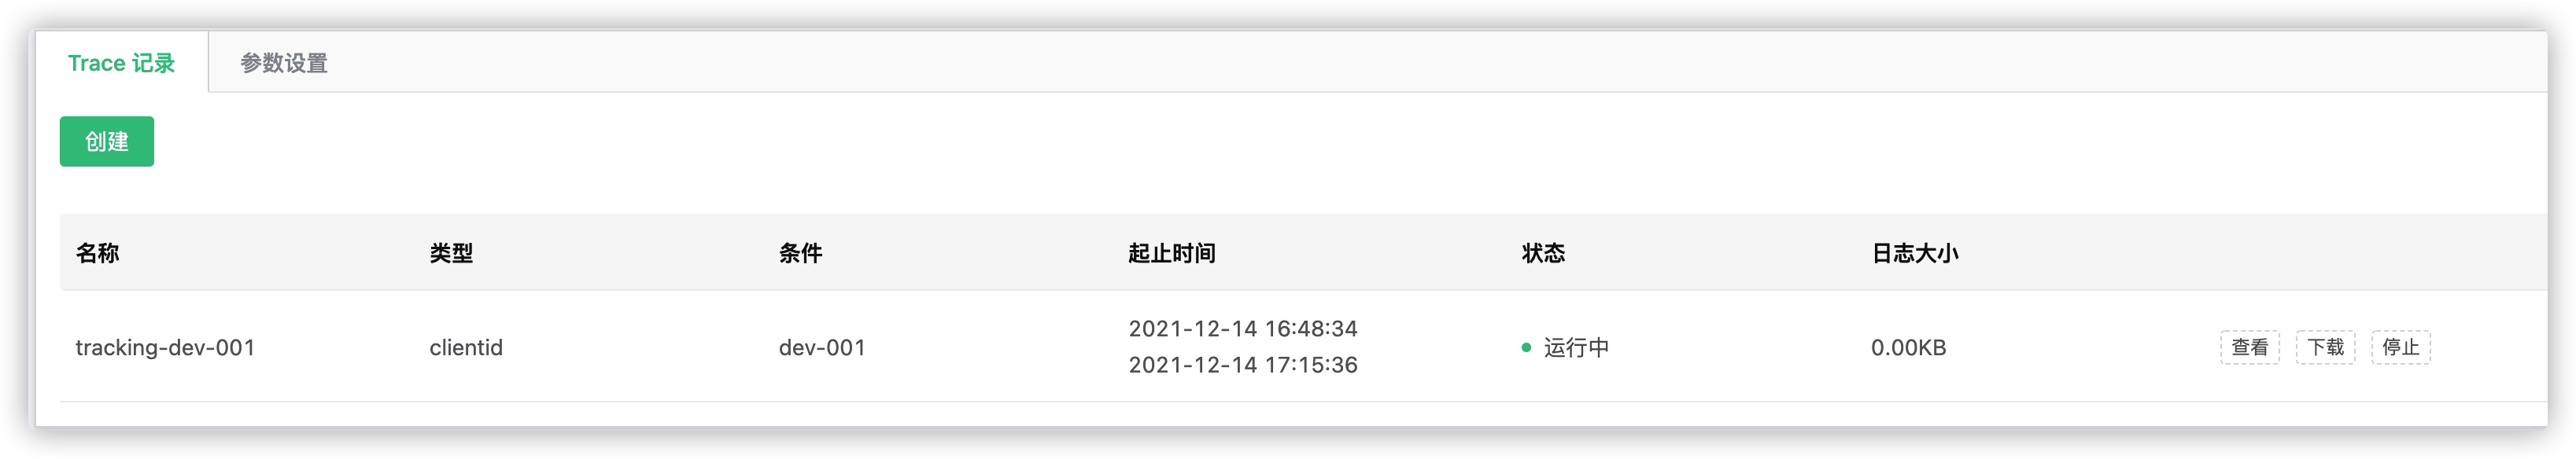 Trace 记录 参数设置
创建
名称 类型 条件 起止时间 状态 日志大小
tracking-dev-001 clientid dev-001 2021-12-14 16:48:34 运行中 0.00KB 查看 下载 停止
2021-12-14 17:15:36